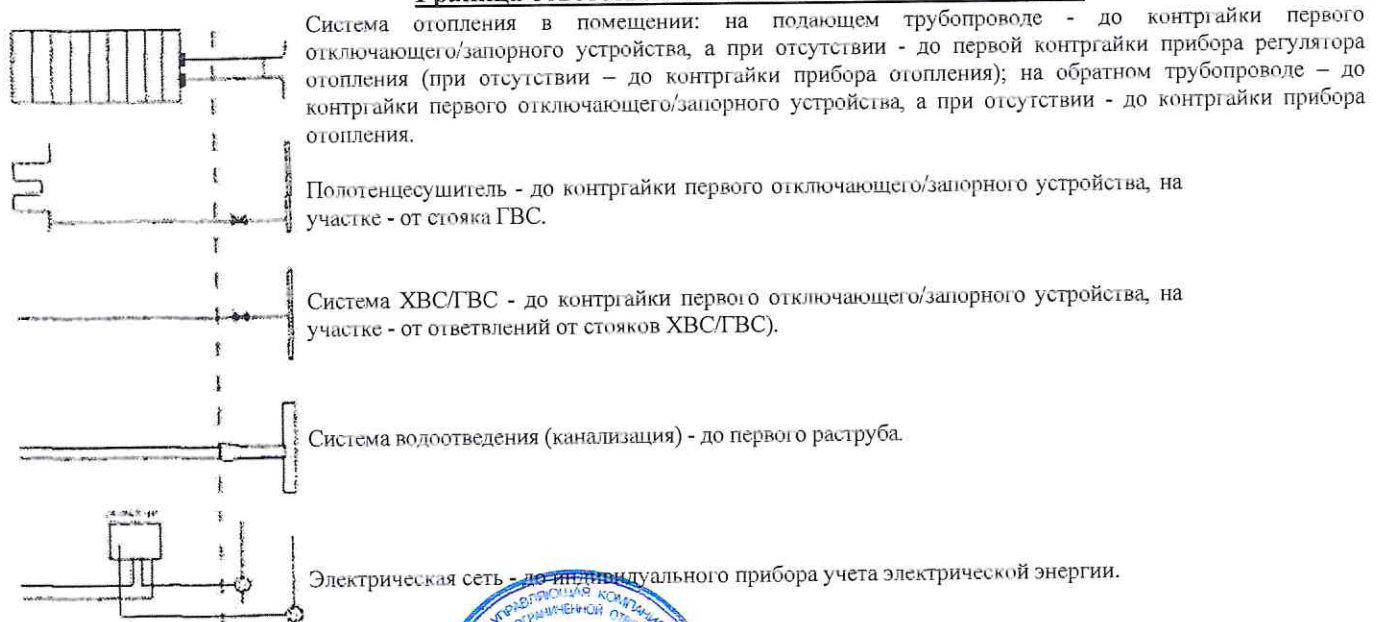 Система отопления в помещении: на подающем трубопроводе - до контргайки первого
отключающего/запорного устройства, а при отсутствии - до первой контргайки прибора регулятора
отопления (при отсутствии – до контргайки прибора отопления); на обратном трубопроводе – до
контргайки первого отключающего/запорного устройства, а при отсутствии - до контргайки прибора
отопления.
Полотенцесушитель - до контргайки первого отключающего/запорного устройства, на
участке - от стояка ГВС.
Система ХВС/ГВС - до контргайки первого отключающего/запорного устройства, на
участке - от ответвлений от стояков ХВС/ГВС).
Система водоотведения (канализация) - до первого раструба.
Электрическая сеть - до индивидуального прибора учета электрической энергии.
УПРАВЛЯЮЩАЯ КОМПАНИЯ